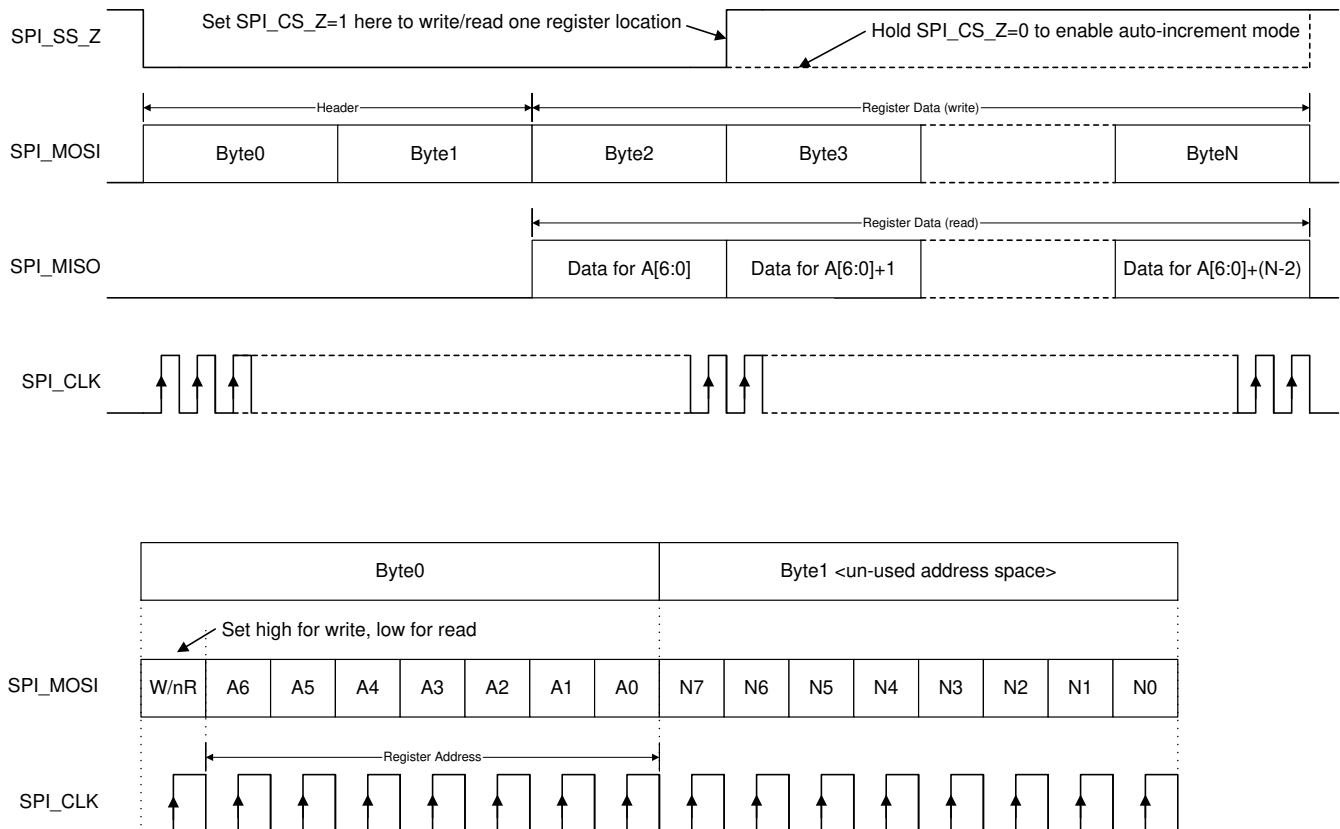 Set SPI_CS_Z=1 here to write/read one register location
Hold SPI_CS_Z=0 to enable auto-increment mode
SPI_SS_Z
Header
Register Data (write)
SPI_MOSI
Byte0
Byte1
Byte2
Byte3
ByteN
Register Data (read)
SPI_MISO
Data for A[6:0]
Data for A[6:0]+1
Data for A[6:0]+(N-2)
SPI_CLK
Byte0
Byte1 <un-used address space>
Set high for write, low for read
SPI_MOSI
W/nR
A6
A5
A4
A3
A2
A1
A0
N7
N6
N5
N4
N3
N2
N1
N0
Register Address
SPI_CLK